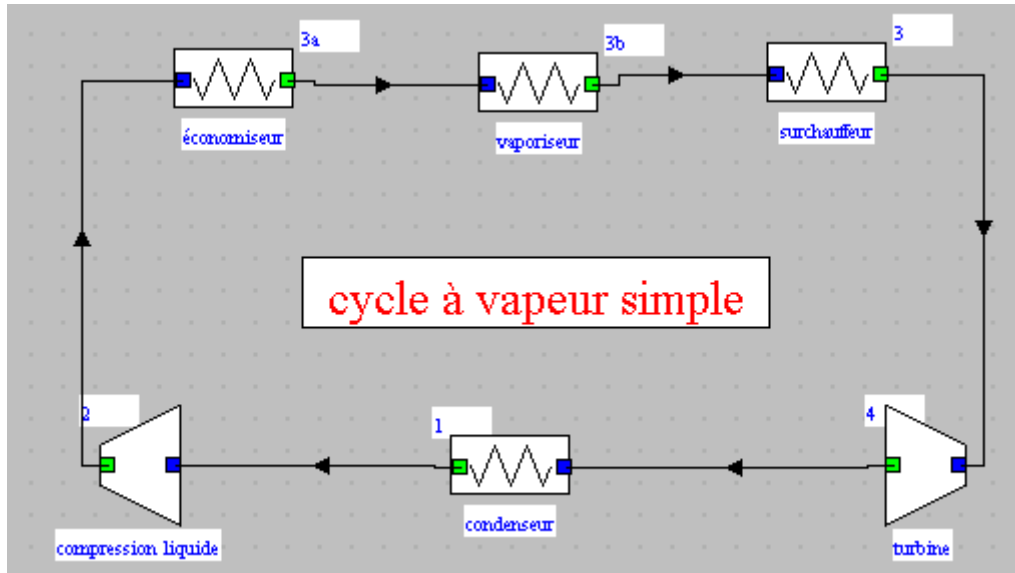 3a
3b
3
économiseur
vaporiseur
surchauffeur
cycle à vapeur simple
2
1
4
compression liquide
condenseur
turbine